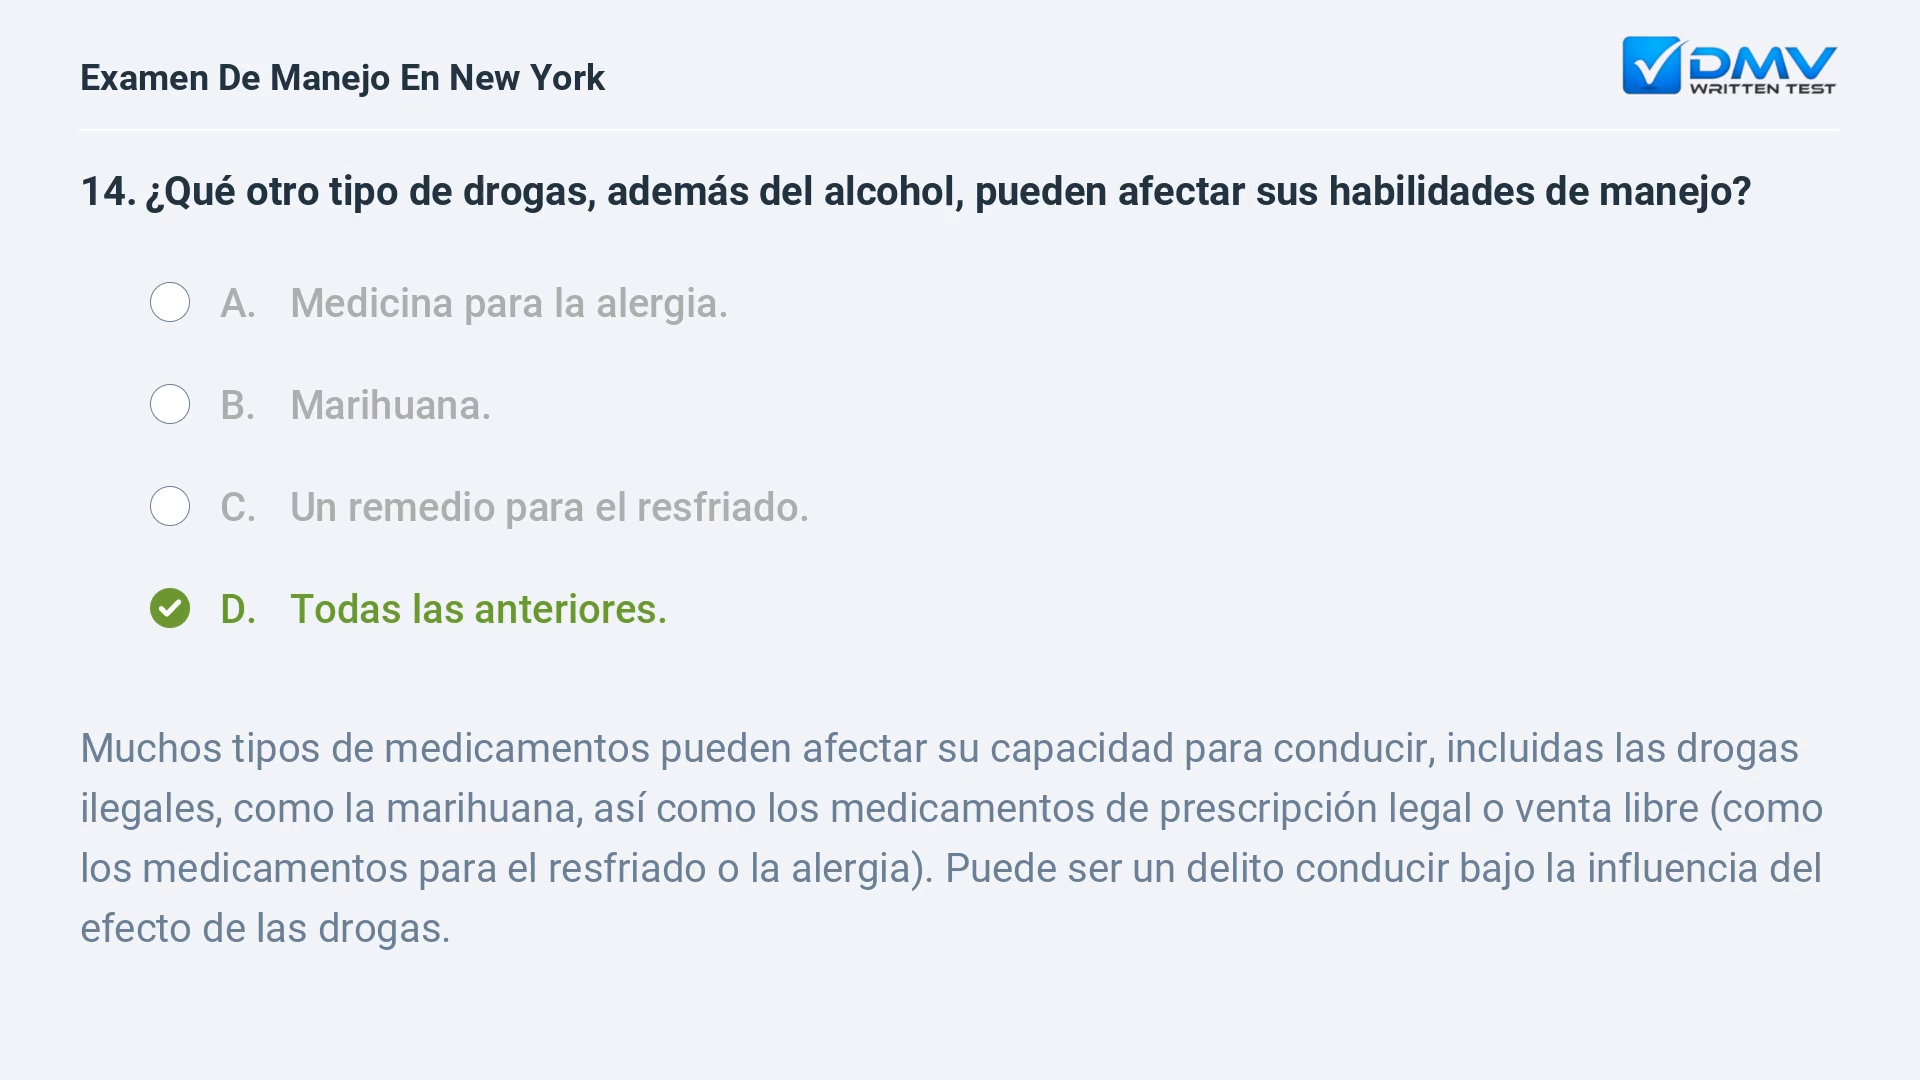 Examen De Manejo En New York
DMV
WRITTEN TEST
14. ¿Qué otro tipo de drogas, además del alcohol, pueden afectar sus habilidades de manejo?
A. Medicina para la alergia.
B. Marihuana.
C. Un remedio para el resfriado.
D. Todas las anteriores.
Muchos tipos de medicamentos pueden afectar su capacidad para conducir, incluidas las drogas
ilegales, como la marihuana, así como los medicamentos de prescripción legal o venta libre (como
los medicamentos para el resfriado o la alergia). Puede ser un delito conducir bajo la influencia del
efecto de las drogas.